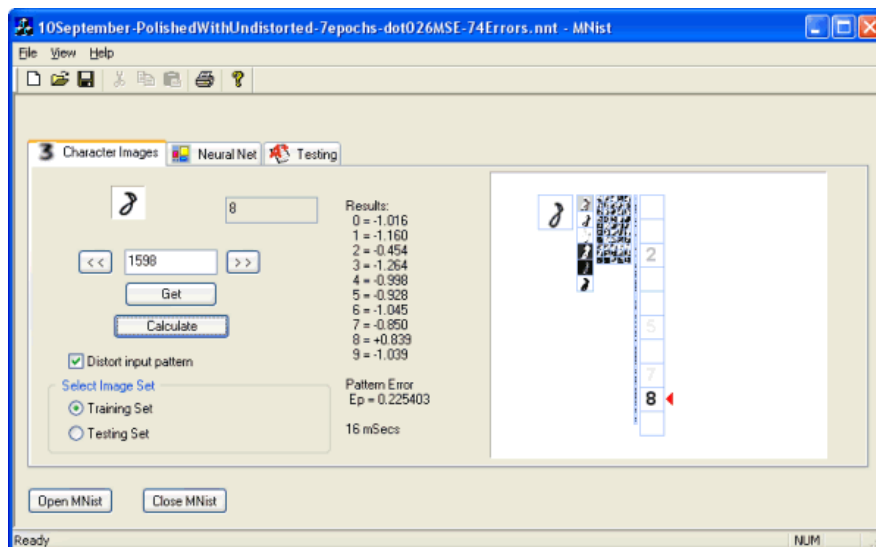 10September-PolishedWithUndistorted-7epochs-dot026MSE-74Errors.nnt - MNist
File View Help
3 Character Images Neural Net Testing
8 8
<< 1598 >>
Get
Calculate
Distort input pattern
Select Image Set
Training Set
Testing Set
Results:
0 = -1.016
1 = -1.160
2 = -0.454
3 = -1.264
4 = -0.998
5 = -0.928
6 = -1.045
7 = -0.850
8 = +0.839
9 = -1.039
Pattern Error
Ep = 0.225403
16 mSecs
8
2
5
7
8
Open MNist Close MNist
Ready NUM